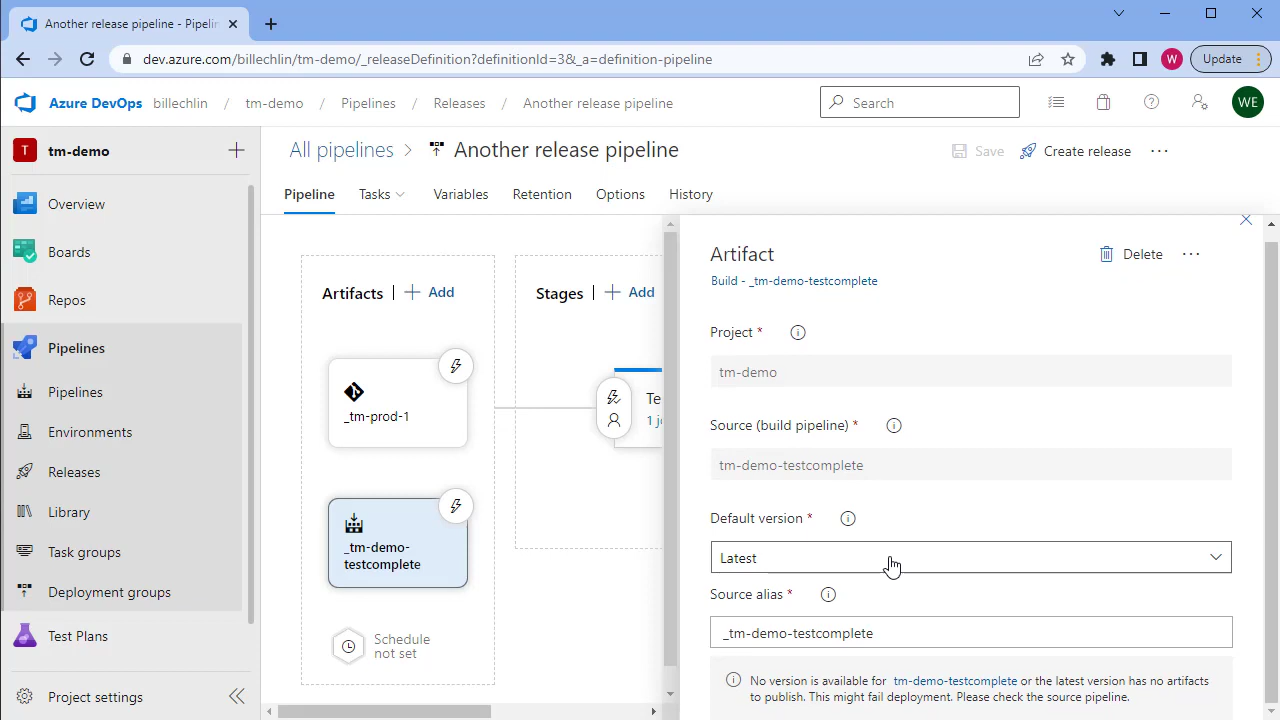 Another release pipeline - Pipelin
dev.azure.com/billechlin/tm-demo/_releaseDefinition?definitionId=3&_a=definition-pipeline
W
Update
Azure DevOps billechlin / tm-demo / Pipelines / Releases / Another release pipeline
Search
WE
T tm-demo
All pipelines > Another release pipeline
Save
Create release
Pipeline
Tasks
Variables
Retention
Options
History
Overview
Boards
Repos
Pipelines
Pipelines
Environments
Releases
Library
Task groups
Deployment groups
Test Plans
Project settings
Artifacts | + Add
_tm-prod-1
_tm-demo-
testcomplete
Schedule
not set
Stages | + Add
Te
1 jo
Artifact
Delete
Build - _tm-demo-testcomplete
Project *
tm-demo
Source (build pipeline) *
tm-demo-testcomplete
Default version *
Latest
Source alias *
_tm-demo-testcomplete
No version is available for tm-demo-testcomplete or the latest version has no artifacts
to publish. This might fail deployment. Please check the source pipeline.